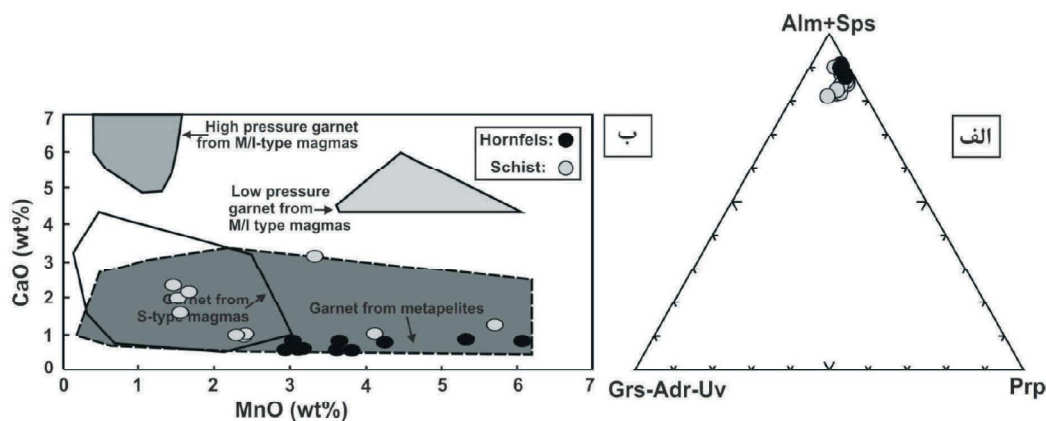 Alm+Sps
الف
Grs-Adr-Uv
Prp
ب
7
6
5
4
3
2
1
0
CaO (wt%)
High pressure garnet
from M/I-type magmas
Hornfels:
Schist:
Low pressure
garnet from
M/I type magmas
Garnet from
S-type magmas
Garnet from metapelites
0 1 2 3 4 5 6 7
MnO (wt%)